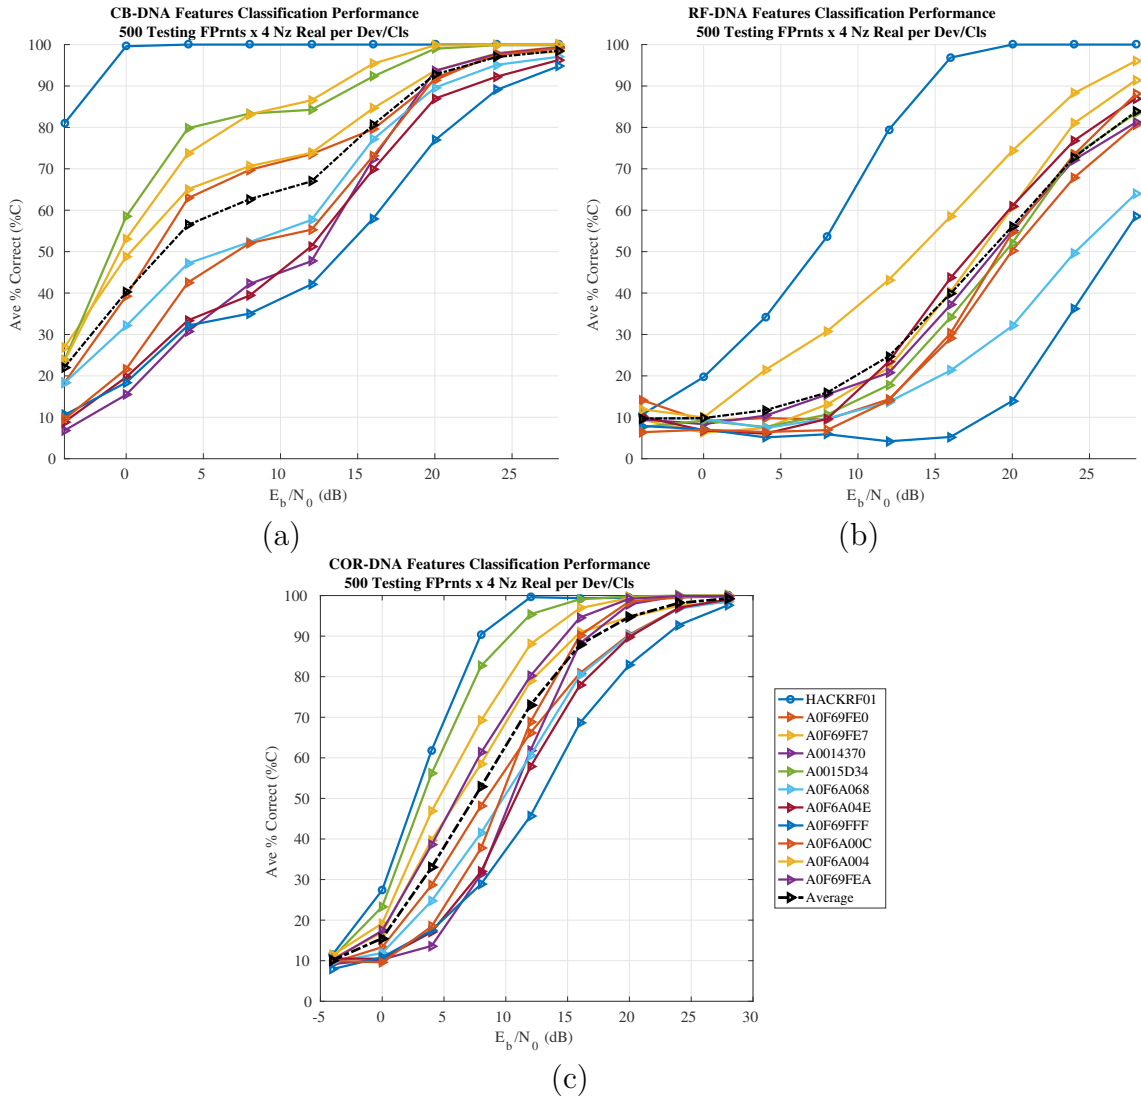 CB-DNA Features Classification Performance
500 Testing FPrnts x 4 Nz Real per Dev/Cls
100
90
80
70
60
50
40
30
20
10
0
Ave % Correct (%C)
0
5
10
15
20
25
E_b/N_0 (dB)
(a)
RF-DNA Features Classification Performance
500 Testing FPrnts x 4 Nz Real per Dev/Cls
100
90
80
70
60
50
40
30
20
10
0
Ave % Correct (%C)
0
5
10
15
20
25
E_b/N_0 (dB)
(b)
COR-DNA Features Classification Performance
500 Testing FPrnts x 4 Nz Real per Dev/Cls
100
90
80
70
60
50
40
30
20
10
0
Ave % Correct (%C)
-5
0
5
10
15
20
25
30
E_b/N_0 (dB)
(c)
HACKRF01
A0F69FE0
A0F69FE7
A0014370
A0015D34
A0F6A068
A0F6A04E
A0F69FFF
A0F6A00C
A0F6A004
A0F69FEA
Average